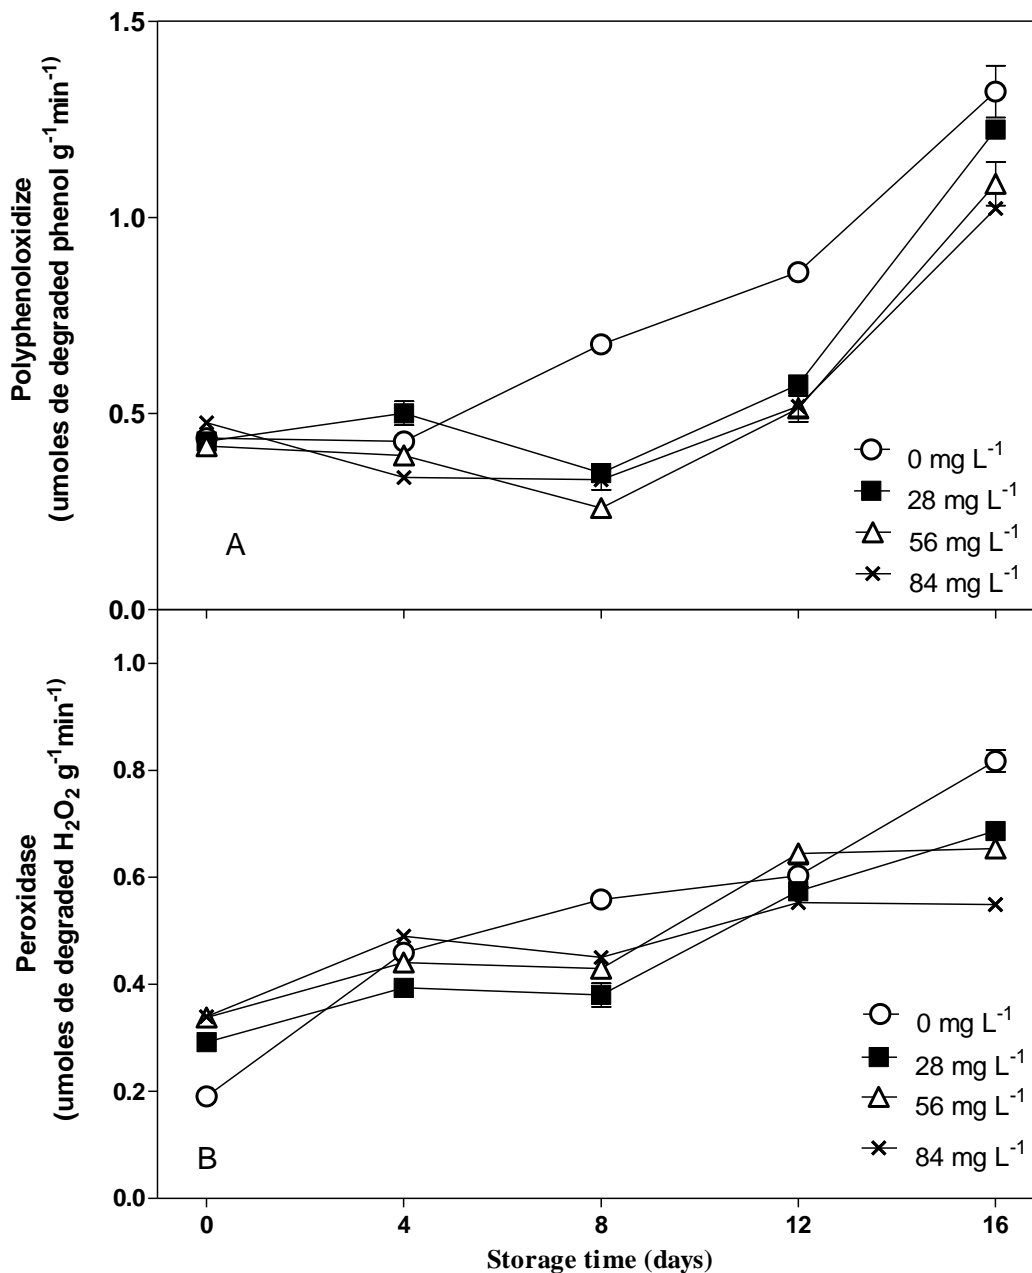 1.5
1.0
0.5
0.0
Polyphenoloxidize
(umoles de degraded phenol g⁻¹min⁻¹)
A
0 mg L⁻¹
28 mg L⁻¹
56 mg L⁻¹
84 mg L⁻¹
1.0
0.8
0.6
0.4
0.2
0.0
Peroxidase
(umoles de degraded H₂O₂ g⁻¹min⁻¹)
B
0 mg L⁻¹
28 mg L⁻¹
56 mg L⁻¹
84 mg L⁻¹
0 4 8 12 16
Storage time (days)